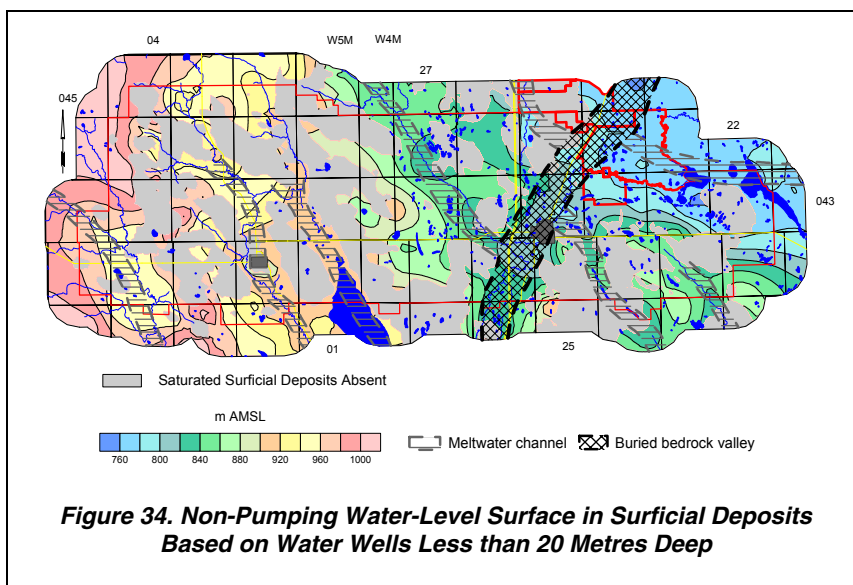 04
W5M W4M
27
045
22
043
01
25
Saturated Surficial Deposits Absent
m AMSL
760 800 840 880 920 960 1000
Meltwater channel
Buried bedrock valley
Figure 34. Non-Pumping Water-Level Surface in Surficial Deposits
Based on Water Wells Less than 20 Metres Deep